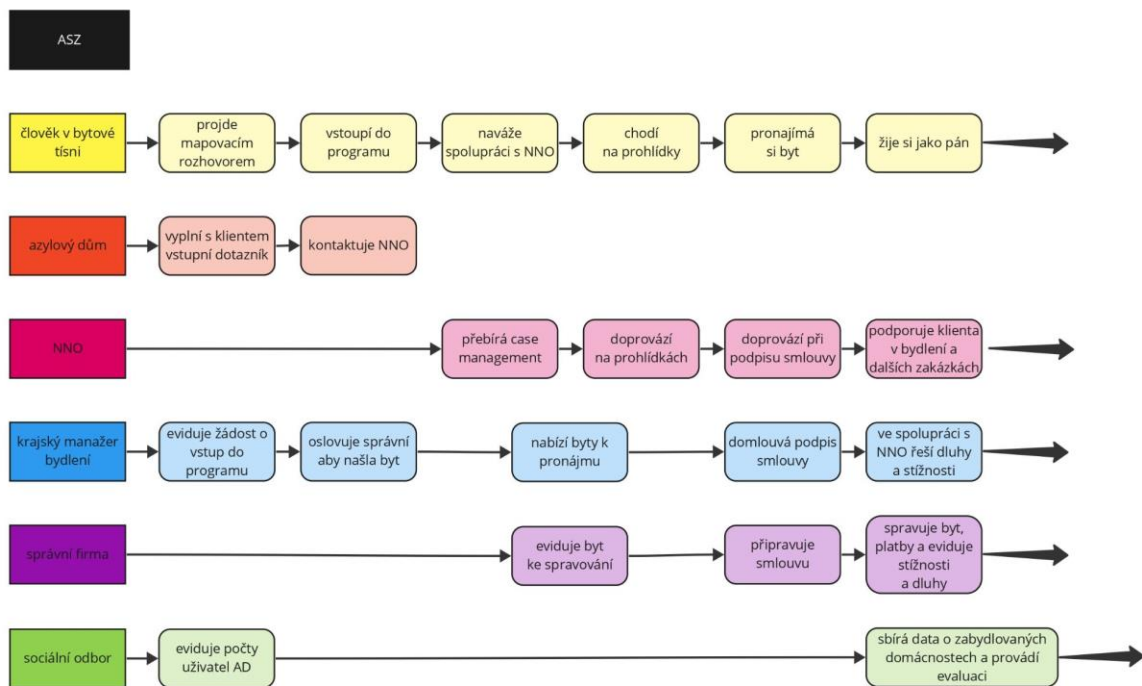 ASZ
člověk v bytové
tísni
projde
mapovacím
rozhovorem
vstoupí do
programu
naváže
spolupráci s NNO
chodí
na prohlídky
pronajímá
si byt
žije si jako pán
azylový dům
vyplní s klientem
vstupní dotazník
kontaktuje NNO
NNO
přebírá case
management
doprovází
na prohlídkách
doprovází při
podpisu smlouvy
podporuje klienta
v bydlení a
dalších zakázkách
krajský manažer
bydlení
eviduje žádost o
vstup do
programu
oslovuje správní
aby našla byt
nabízí byty k
pronájmu
domlouvá podpis
smlouvy
ve spolupráci s
NNO řeší dluhy
a stížnosti
správní firma
eviduje byt
ke spravování
připravuje
smlouvu
spravuje byt,
platby a eviduje
stížnosti
a dluhy
sociální odbor
eviduje počty
uživatel AD
sbírá data o zabydlovaných
domácnostech a provádí
evaluaci